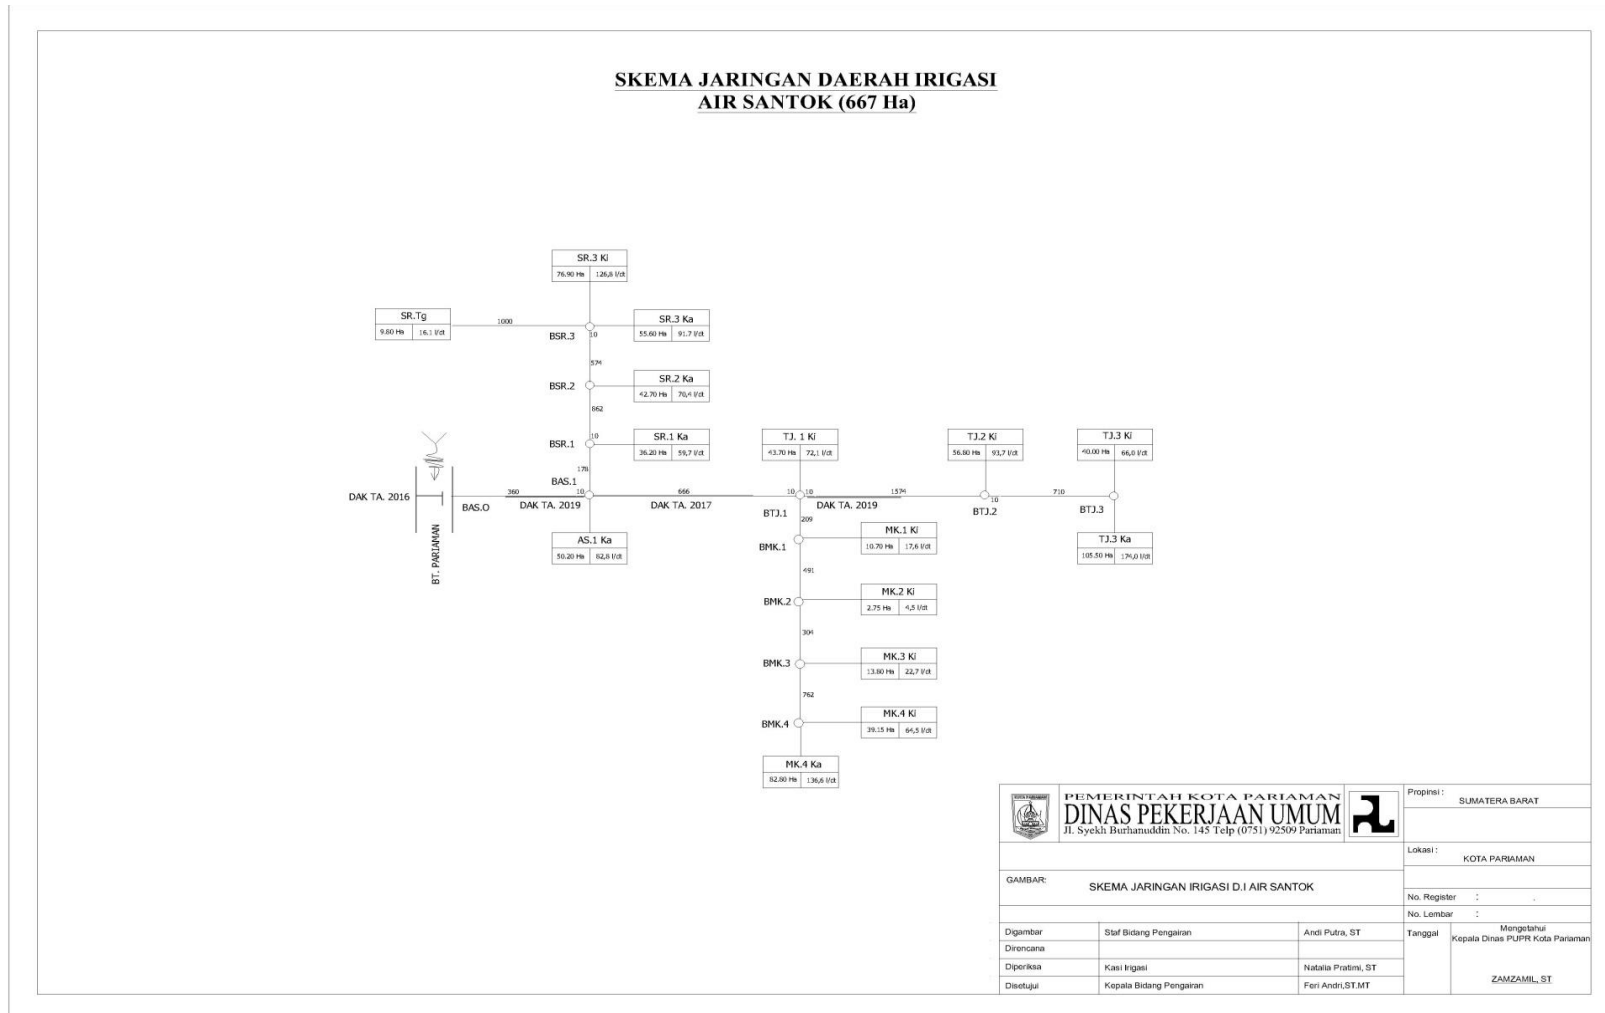 SKEMA JARINGAN DAERAH IRIGASI
AIR SANTOK (667 Ha)
SR.3 Ki
76.90 Ha 126,8 l/dt
SR.Tg
9.80 Ha 16.1 l/dt
1000
BSR.3
10
SR.3 Ka
55.60 Ha 91.7 l/dt
574
BSR.2
SR.2 Ka
42.70 Ha 70,4 l/dt
862
BSR.1
10
SR.1 Ka
36.20 Ha 59,7 l/dt
178
TJ. 1 Ki
43.70 Ha 72,1 l/dt
TJ.2 Ki
56.80 Ha 93,7 l/dt
TJ.3 Ki
40.00 Ha 66,0 l/dt
DAK TA. 2016
BT. PARIAMAN
BAS.O
360
DAK TA. 2019
BAS.1
10
666
DAK TA. 2017
10
10
BTJ.1
1574
DAK TA. 2019
10
BTJ.2
710
BTJ.3
AS.1 Ka
50.20 Ha 82,8 l/dt
TJ.3 Ka
105.50 Ha 174,0 l/dt
209
BMK.1
MK.1 Ki
10.70 Ha 17,6 l/dt
491
BMK.2
MK.2 Ki
2.75 Ha 4,5 l/dt
304
BMK.3
MK.3 Ki
13.80 Ha 22,7 l/dt
762
BMK.4
MK.4 Ki
39.15 Ha 64,5 l/dt
MK.4 Ka
82.80 Ha 136,6 l/dt
PEMERINTAH KOTA PARIAMAN
DINAS PEKERJAAN UMUM
Jl. Syekh Burhanuddin No. 145 Telp (0751) 92509 Pariaman
Propinsi :
SUMATERA BARAT
Lokasi :
KOTA PARIAMAN
GAMBAR:
SKEMA JARINGAN IRIGASI D.I AIR SANTOK
No. Register : .
No. Lembar :
Digambar Staf Bidang Pengairan Andi Putra, ST
Direncana
Diperiksa Kasi Irigasi Natalia Pratimi, ST
Disetujui Kepala Bidang Pengairan Feri Andri,ST.MT
Tanggal
Mengetahui
Kepala Dinas PUPR Kota Pariaman
ZAMZAMIL, ST